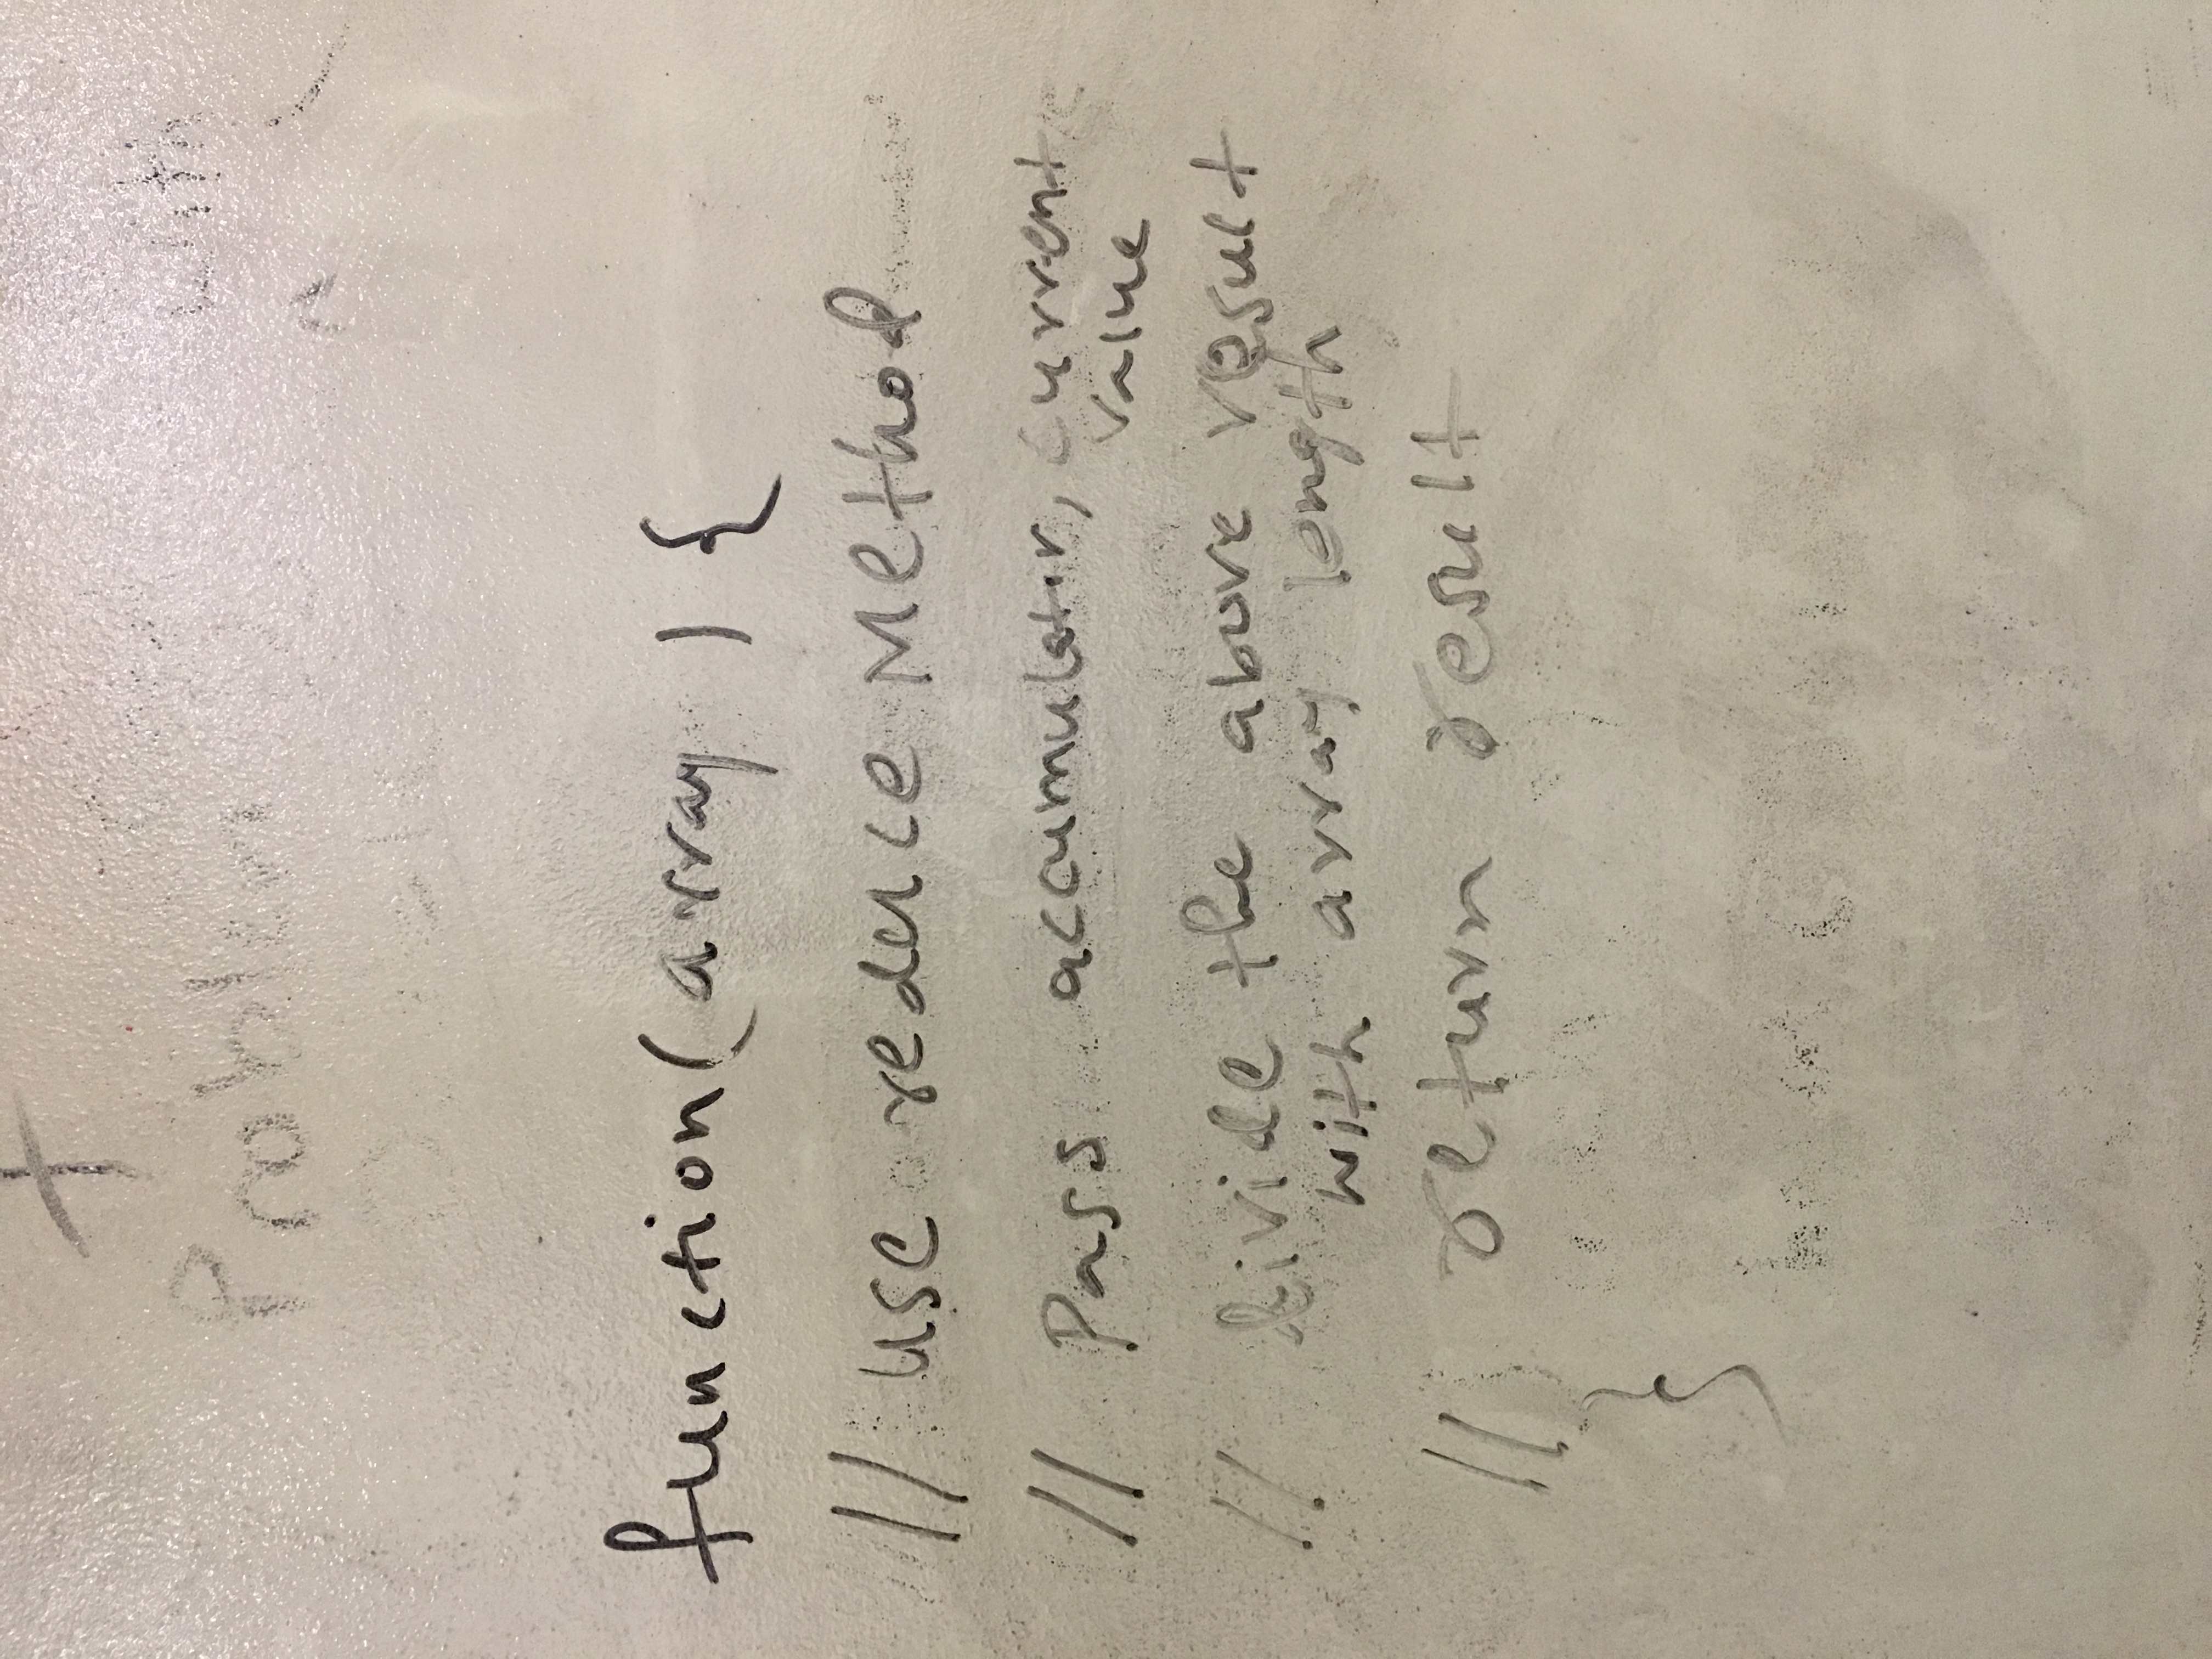 Problem
with
function(array ) {
// use reduce Method
// Pass accumulator, current
value
// divide the above result
with array length
// return result
}